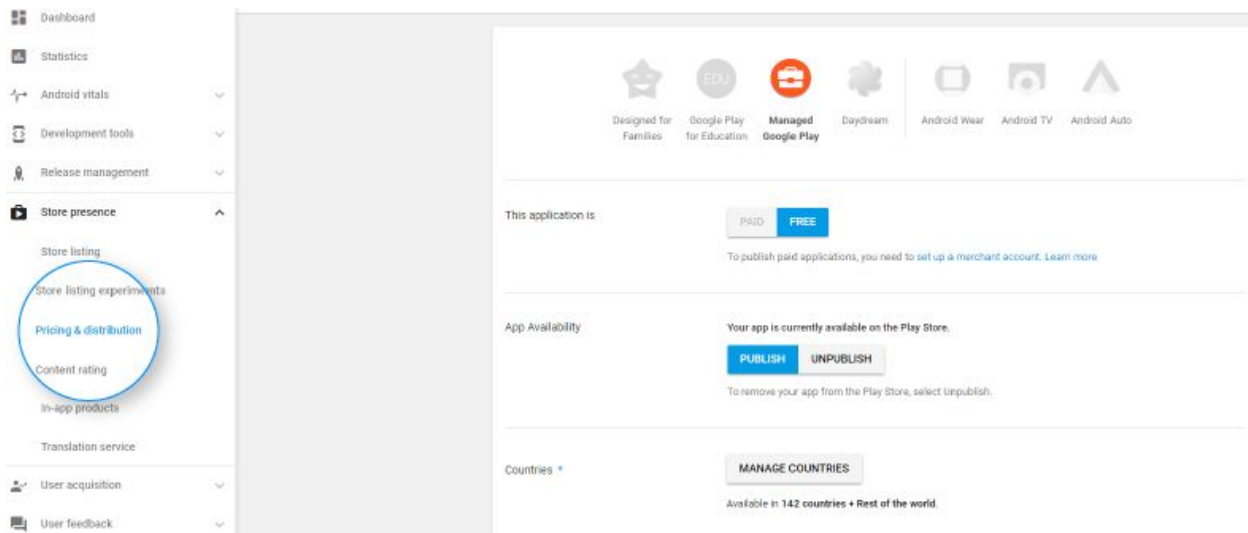 Dashboard
Statistics
Android vitals
Development tools
Release management
Store presence
Store listing
Store listing experiments
Pricing & distribution
Content rating
In-app products
Translation service
User acquisition
User feedback
EDU
Designed for
Families
Google Play
for Education
Managed
Google Play
Daydream
Android Wear
Android TV
Android Auto
This application is
PAID
FREE
To publish paid applications, you need to set up a merchant account. Learn more
App Availability
Your app is currently available on the Play Store.
PUBLISH
UNPUBLISH
To remove your app from the Play Store, select Unpublish.
Countries *
MANAGE COUNTRIES
Available in 142 countries + Rest of the world.